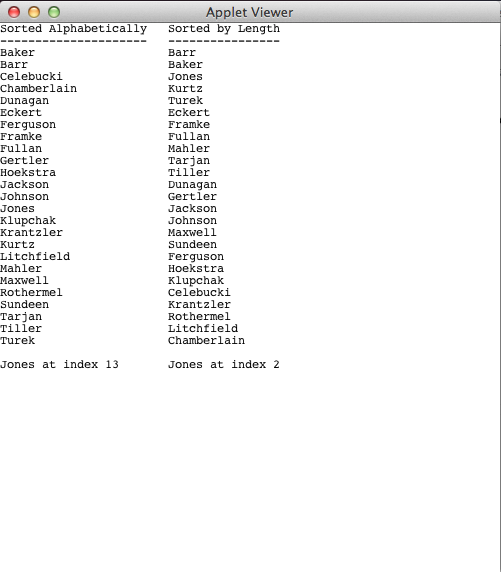 Applet Viewer
Sorted Alphabetically   Sorted by Length
---------------------   ----------------
Baker                   Barr
Barr                    Baker
Celebucki               Jones
Chamberlain             Kurtz
Dunagan                 Turek
Eckert                  Eckert
Ferguson                Framke
Framke                  Fullan
Fullan                  Mahler
Gertler                 Tarjan
Hoekstra                Tiller
Jackson                 Dunagan
Johnson                 Gertler
Jones                   Jackson
Klupchak                Johnson
Krantzler               Maxwell
Kurtz                   Sundeen
Litchfield              Ferguson
Mahler                  Hoekstra
Maxwell                 Klupchak
Rothermel               Celebucki
Sundeen                 Krantzler
Tarjan                  Rothermel
Tiller                  Litchfield
Turek                   Chamberlain
Jones at index 13       Jones at index 2